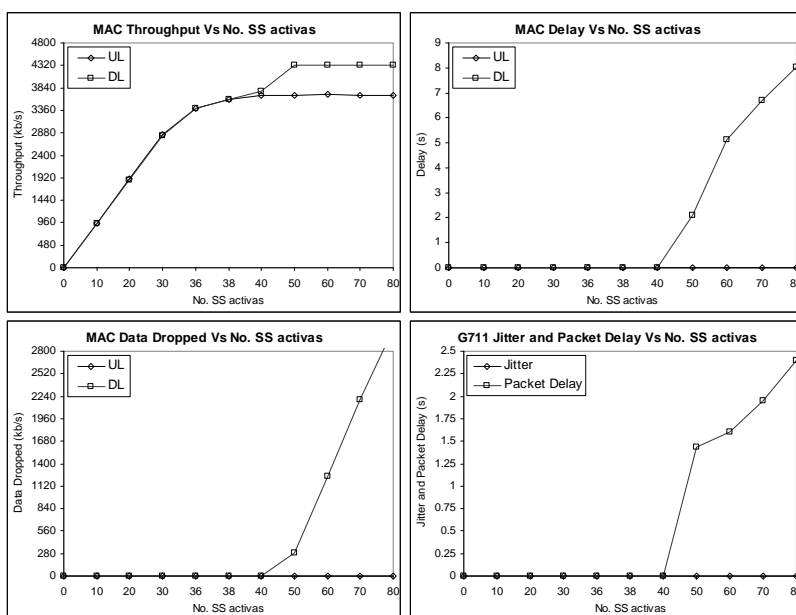 MAC Throughput Vs No. SS activas
4800
4320
3840
3360
2880
2400
1920
1440
960
480
0
UL
DL
Throughput (kb/s)
0 10 20 30 36 38 40 50 60 70 80
No. SS activas
MAC Delay Vs No. SS activas
9
8
7
6
5
4
3
2
1
0
UL
DL
Delay (s)
0 10 20 30 36 38 40 50 60 70 80
No. SS activas
MAC Data Dropped Vs No. SS activas
2800
2520
2240
1960
1680
1400
1120
840
560
280
0
UL
DL
Data Dropped (kb/s)
0 10 20 30 36 38 40 50 60 70 80
No. SS activas
G711 Jitter and Packet Delay Vs No. SS activas
2.5
2.25
2
1.75
1.5
1.25
1
0.75
0.5
0.25
0
Jitter
Packet Delay
Jitter and Packet Delay (s)
0 10 20 30 36 38 40 50 60 70 80
No. SS activas